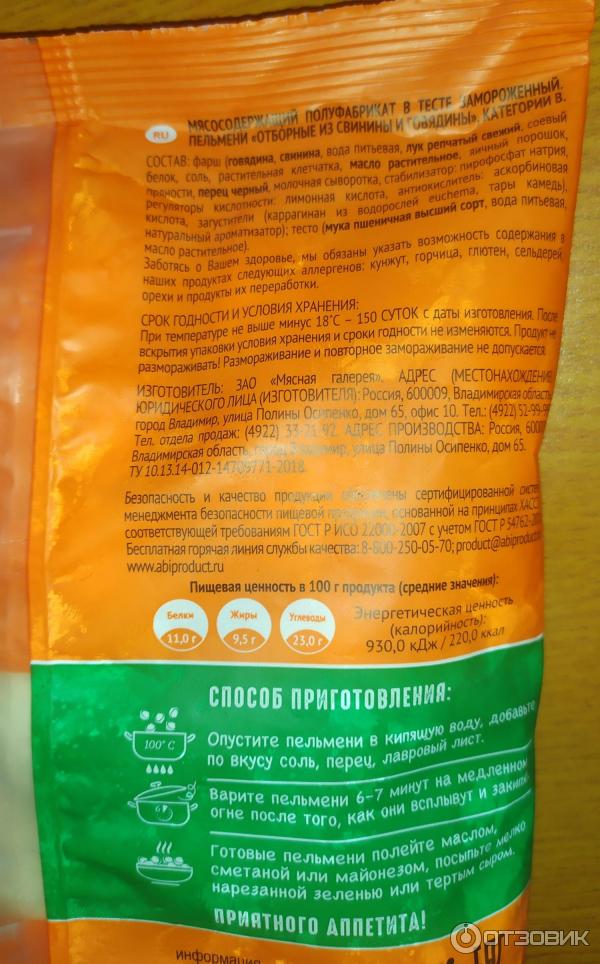 RU
МЯСОСОДЕРЖАЩИЙ ПОЛУФАБРИКАТ В ТЕСТЕ ЗАМОРОЖЕННЫЙ.
ПЕЛЬМЕНИ «ОТБОРНЫЕ ИЗ СВИНИНЫ И ГОВЯДИНЫ». КАТЕГОРИИ В.
СОСТАВ: фарш (говядина, свинина, вода питьевая, лук репчатый свежий, соевый
белок, соль, растительная клетчатка, масло растительное, яичный порошок,
пряности, перец черный, молочная сыворотка, стабилизатор: пирофосфат натрия,
регуляторы кислотности: лимонная кислота, антиокислитель: аскорбиновая
кислота, загустители (каррагинан из водорослей euchema, тары камедь),
натуральный ароматизатор); тесто (мука пшеничная высший сорт, вода питьевая,
масло растительное).
Заботясь о Вашем здоровье, мы обязаны указать возможность содержания в
наших продуктах следующих аллергенов: кунжут, горчица, глютен, сельдерей,
орехи и продукты их переработки.
СРОК ГОДНОСТИ И УСЛОВИЯ ХРАНЕНИЯ:
При температуре не выше минус 18°С – 150 СУТОК с даты изготовления. После
вскрытия упаковки условия хранения и сроки годности не изменяются. Продукт не
размораживать! Размораживание и повторное замораживание не допускается.
ИЗГОТОВИТЕЛЬ: ЗАО «Мясная галерея». АДРЕС (МЕСТОНАХОЖДЕНИЕ
ЮРИДИЧЕСКОГО ЛИЦА (ИЗГОТОВИТЕЛЯ): Россия, 600009, Владимирская область,
город Владимир, улица Полины Осипенко, дом 65, офис 10. Тел.: (4922) 52-99-99
Тел. отдела продаж: (4922) 33-21-92. АДРЕС ПРОИЗВОДСТВА: Россия, 600009
Владимирская область, город Владимир, улица Полины Осипенко, дом 65.
ТУ 10.13.14-012-14709771-2018.
Безопасность и качество продукции обеспечены сертифицированной систем
менеджмента безопасности пищевой продукции, основанной на принципах ХАСС
соответствующей требованиям ГОСТ Р ИСО 22000-2007 с учетом ГОСТ Р 54762-20
Бесплатная горячая линия службы качества: 8-800-250-05-70; product@abiproduct.
www.abiproduct.ru
Пищевая ценность в 100 г продукта (средние значения):
Белки 11,0 г Жиры 9,5 г Углеводы 23,0 г
Энергетическая ценность
(калорийность):
930,0 кДж / 220,0 ккал
СПОСОБ ПРИГОТОВЛЕНИЯ:
100° С
Опустите пельмени в кипящую воду, добавьте
по вкусу соль, перец, лавровый лист.
Варите пельмени 6–7 минут на медленном
огне после того, как они всплывут и закипя
Готовые пельмени полейте маслом,
сметаной или майонезом, посыпьте мелко
нарезанной зеленью или тертым сыром.
ПРИЯТНОГО АППЕТИТА!
информация
ОТЗОВИК